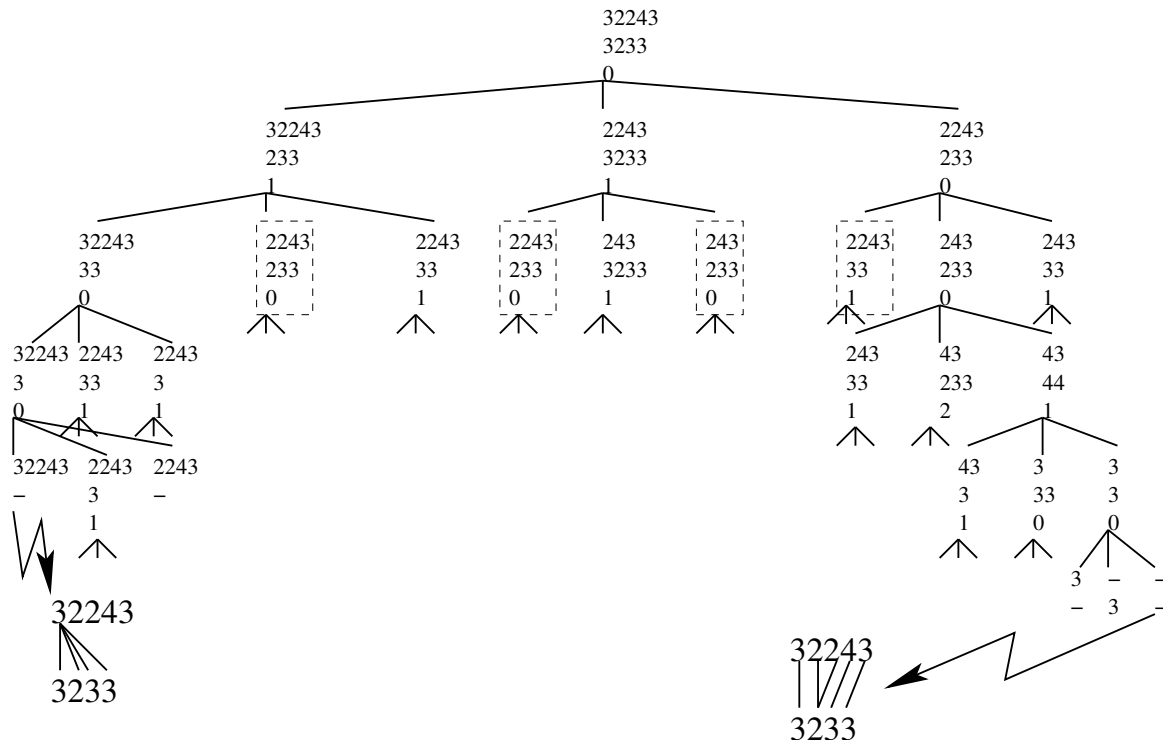 32243
3233
0
32243 2243 2243
233 3233 233
1 1 0
32243 2243 2243 2243 243 243 2243 243 243
33 233 33 233 3233 233 33 233 33
0 0 1 0 1 0 1 0 1
32243 2243 2243 243 43 43
3 33 3 33 233 44
0 1 1 1 2 1
32243 2243 2243 43 3 3
– 3 – 3 33 3
1 1 0 0
3 – –
– 3 –
32243
3233
32243
3233